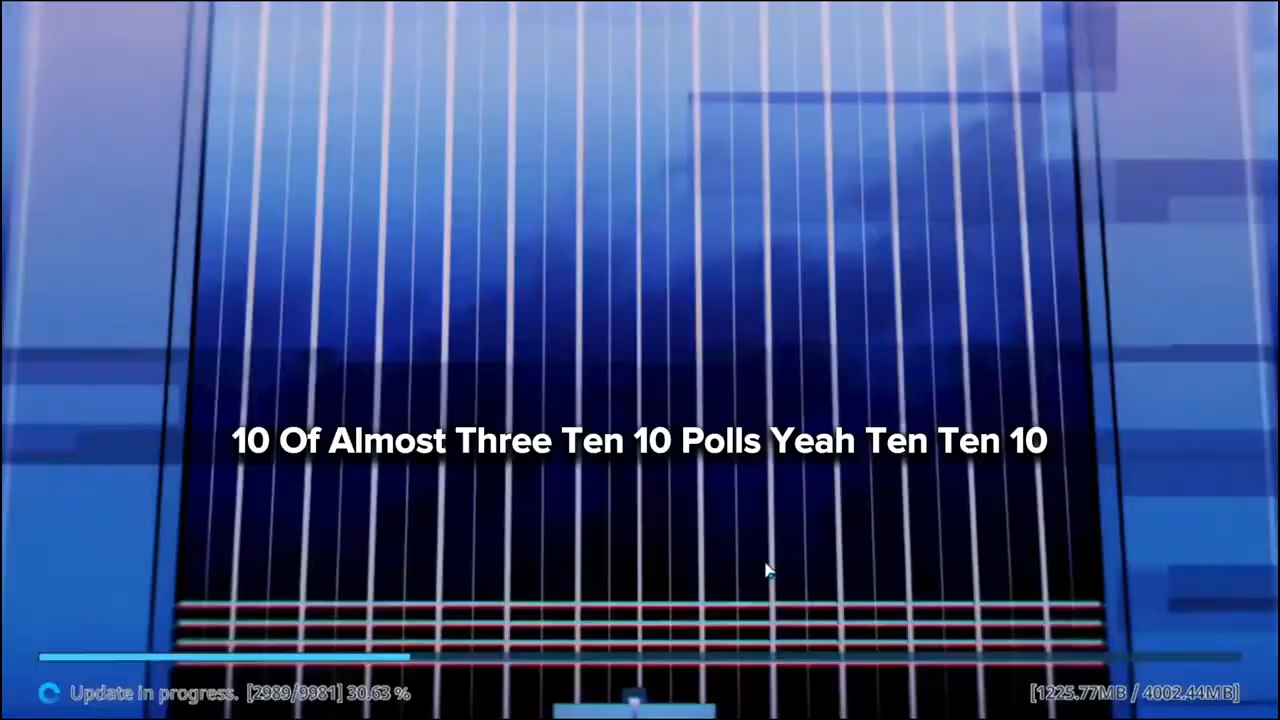 10 Of Almost Three Ten 10 Polls Yeah Ten Ten 10
Update in progress. [2989/9981] 30.63 % [1225.77MB / 4002.44MB]